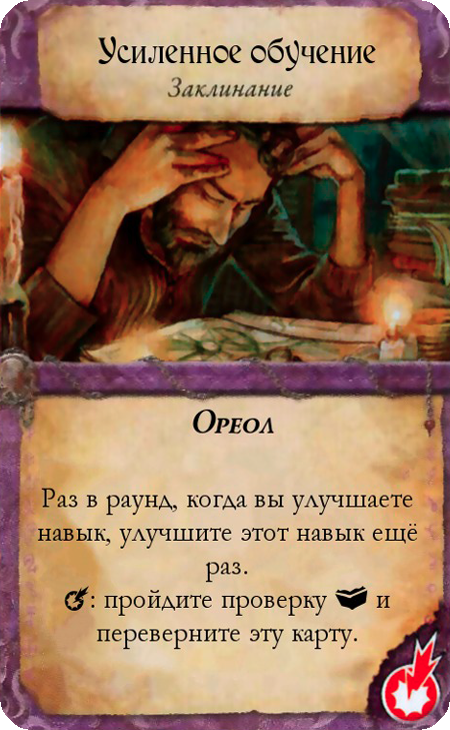 Усиленное обучение
Заклинание
Ореол
Раз в раунд, когда вы улучшаете
навык, улучшите этот навык ещё
раз.
: пройдите проверку и
переверните эту карту.